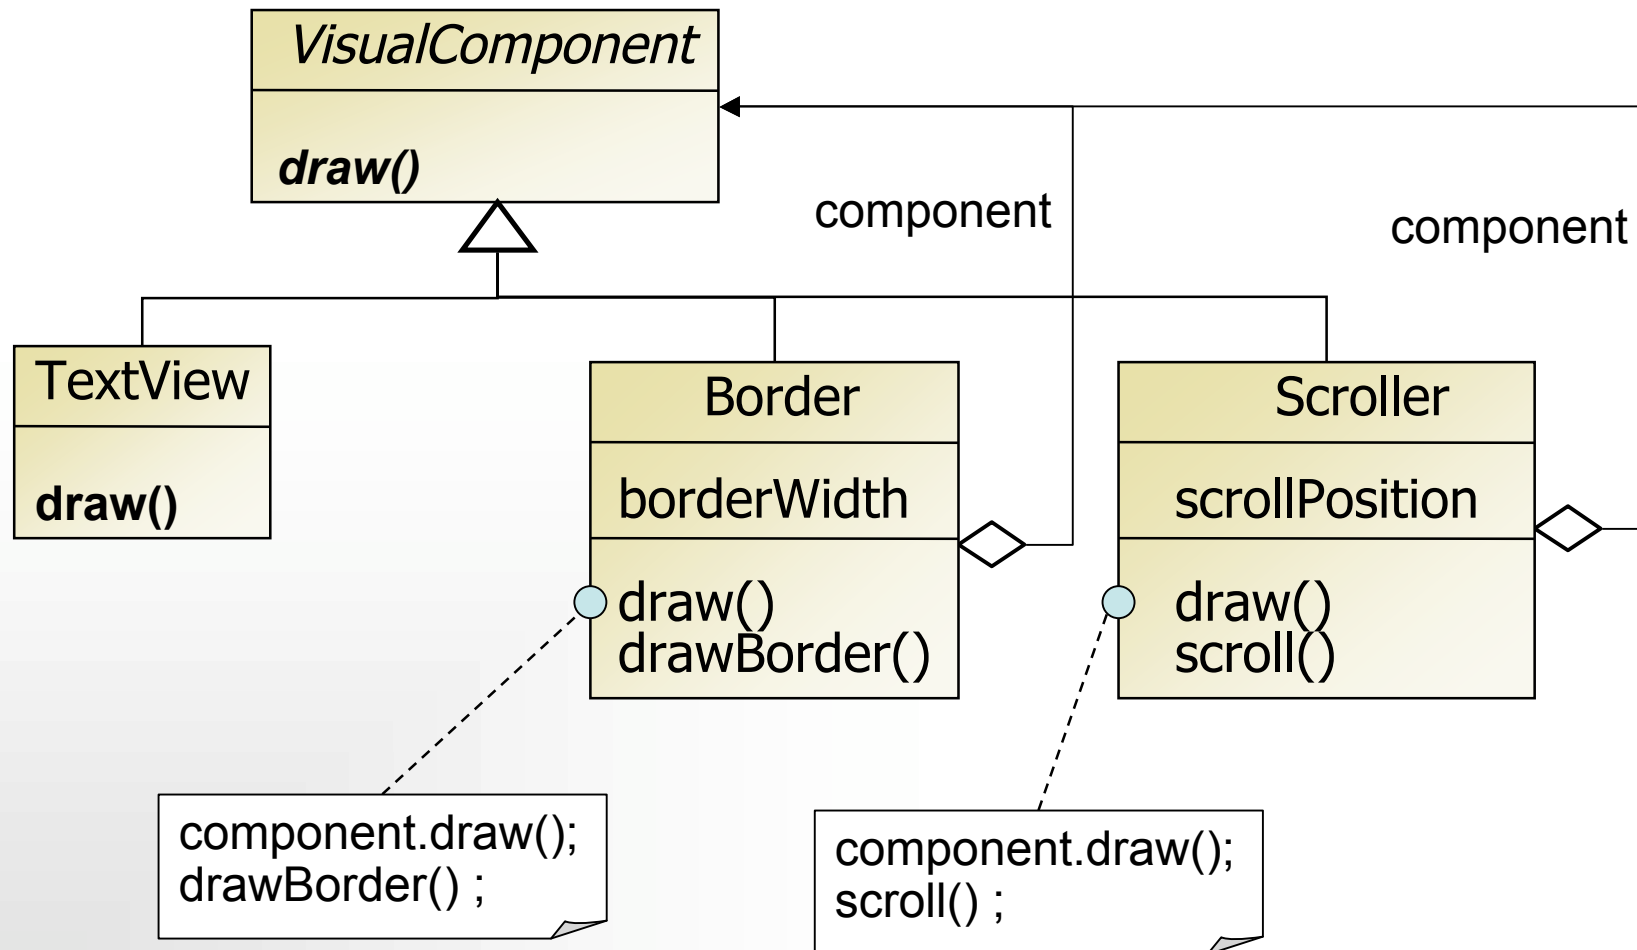 VisualComponent
draw()
component
component
TextView
draw()
Border
borderWidth
draw()
drawBorder()
Scroller
scrollPosition
draw()
scroll()
component.draw();
drawBorder() ;
component.draw();
scroll() ;